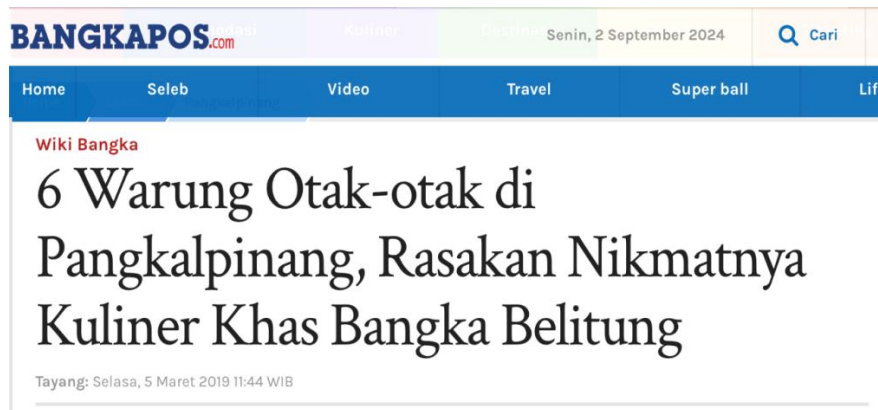 BANGKAPOS.com
Senin, 2 September 2024
Cari
Home Seleb Video Travel Super ball Lif
Wiki Bangka
6 Warung Otak-otak di
Pangkalpinang, Rasakan Nikmatnya
Kuliner Khas Bangka Belitung
Tayang: Selasa, 5 Maret 2019 11:44 WIB